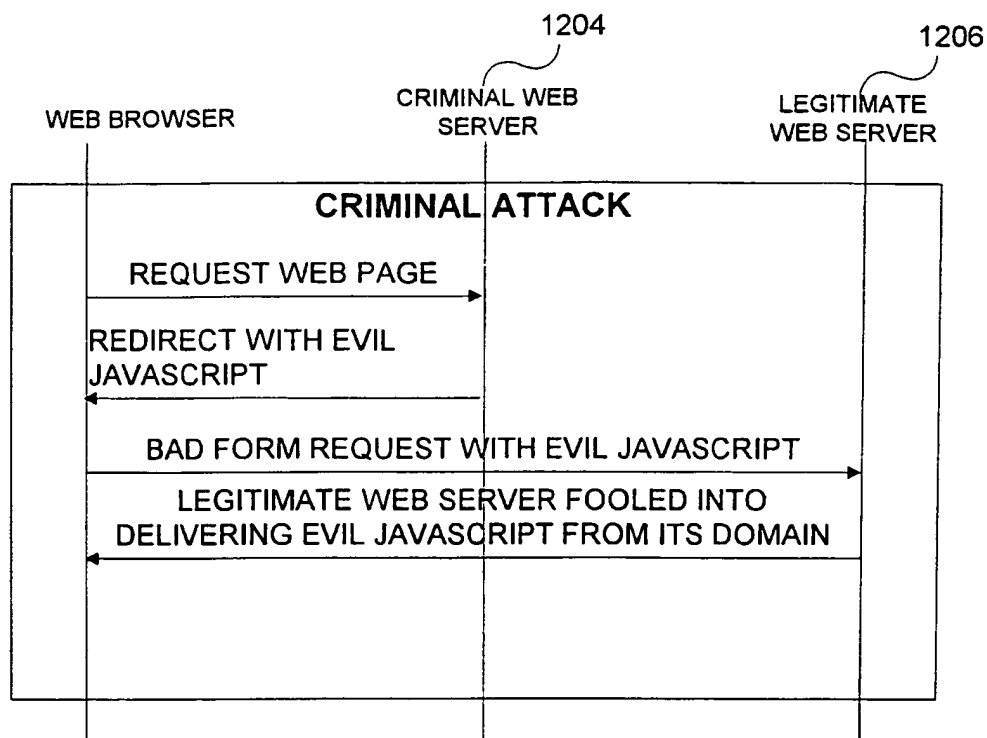 1204
1206
WEB BROWSER
CRIMINAL WEB
SERVER
LEGITIMATE
WEB SERVER
CRIMINAL ATTACK
REQUEST WEB PAGE
REDIRECT WITH EVIL
JAVASCRIPT
BAD FORM REQUEST WITH EVIL JAVASCRIPT
LEGITIMATE WEB SERVER FOOLED INTO
DELIVERING EVIL JAVASCRIPT FROM ITS DOMAIN